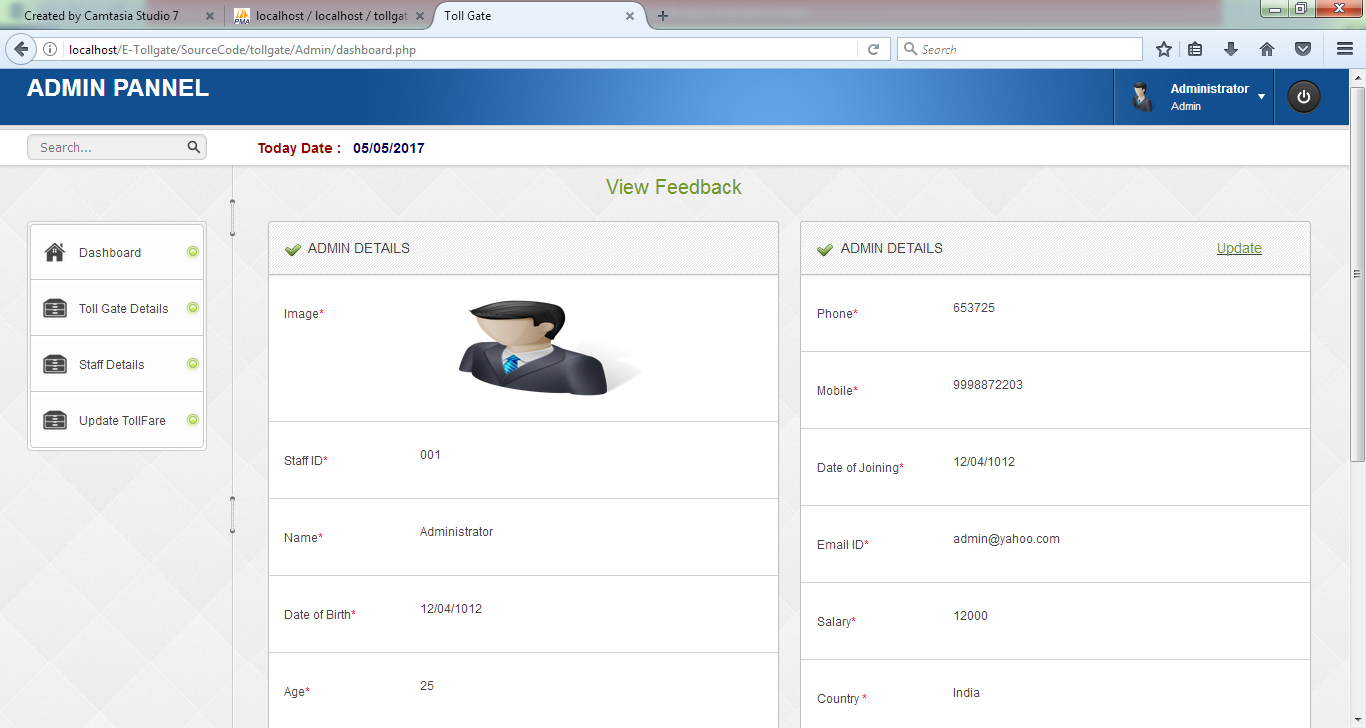 Created by Camtasia Studio 7
localhost / localhost / tollgat
Toll Gate
localhost/E-Tollgate/SourceCode/tollgate/Admin/dashboard.php
Search
ADMIN PANNEL
Administrator
Admin
Search...
Today Date : 05/05/2017
View Feedback
Dashboard
Toll Gate Details
Staff Details
Update TollFare
ADMIN DETAILS
Image*
Staff ID* 001
Name* Administrator
Date of Birth* 12/04/1012
Age* 25
ADMIN DETAILS Update
Phone* 653725
Mobile* 9998872203
Date of Joining* 12/04/1012
Email ID* admin@yahoo.com
Salary* 12000
Country * India